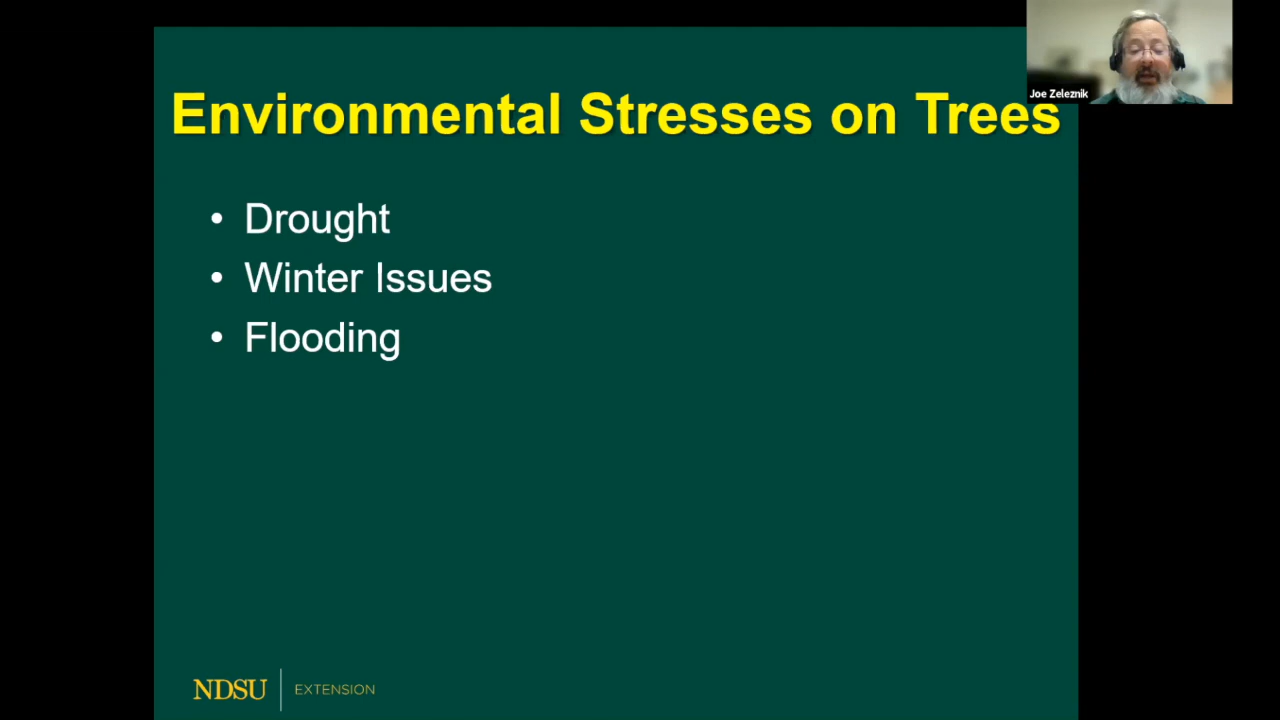 Joe Zeleznik
Environmental Stresses on Trees
• Drought
• Winter Issues
• Flooding
NDSU EXTENSION